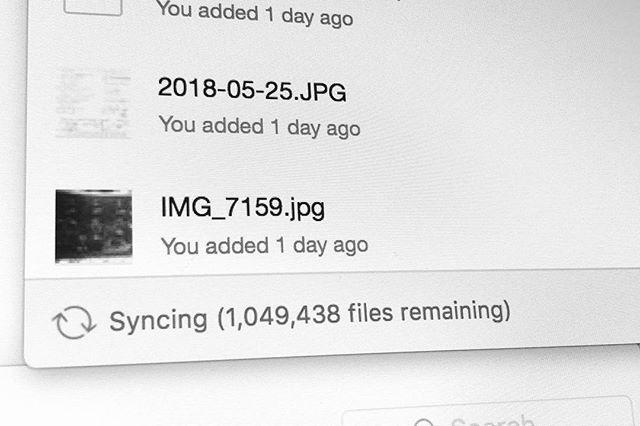 You added 1 day ago
2018-05-25.JPG
You added 1 day ago
IMG_7159.jpg
You added 1 day ago
Syncing (1,049,438 files remaining)
Search